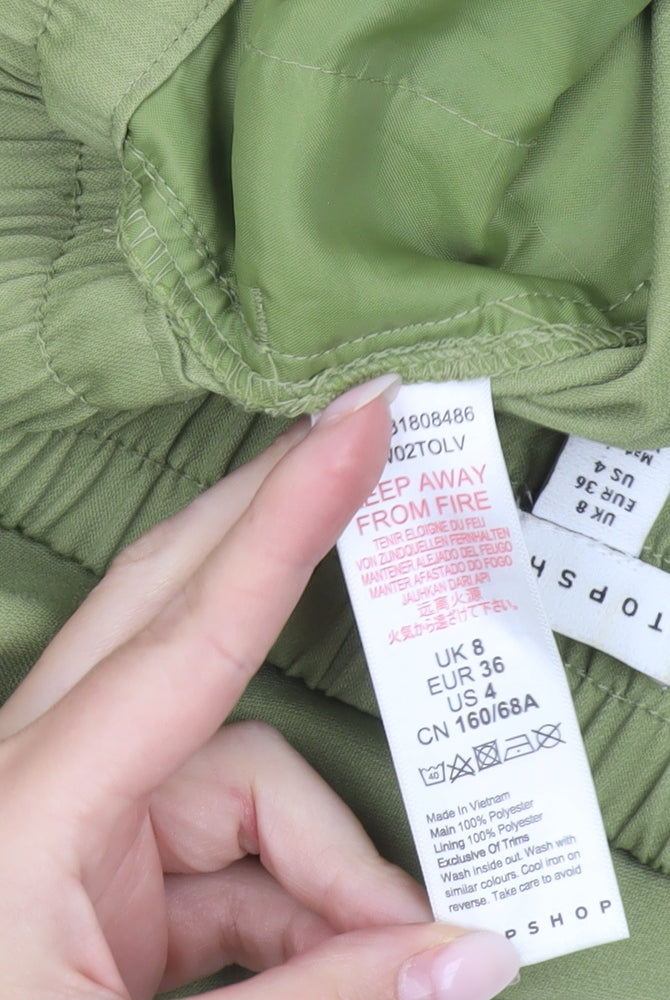 31808486
W02TOLV
KEEP AWAY
FROM FIRE
TENIR ELOIGNE DU FEU
VON ZUNDQUELLEN FERNHALTEN
MANTENER ALEJADO DEL FEUGO
MANTER AFASTADO DO FOGO
JAUHKAN DARI API
远离火源
火気から遠ざけて下さい。
UK 8
EUR 36
US 4
CN 160/68A
40
Made In Vietnam
Main 100% Polyester
Lining 100% Polyester
Exclusive Of Trims
Wash inside out. Wash with
similar colours. Cool iron on
reverse. Take care to avoid
PSHOP
UK 8
EUR 36
US 4
TOPSH